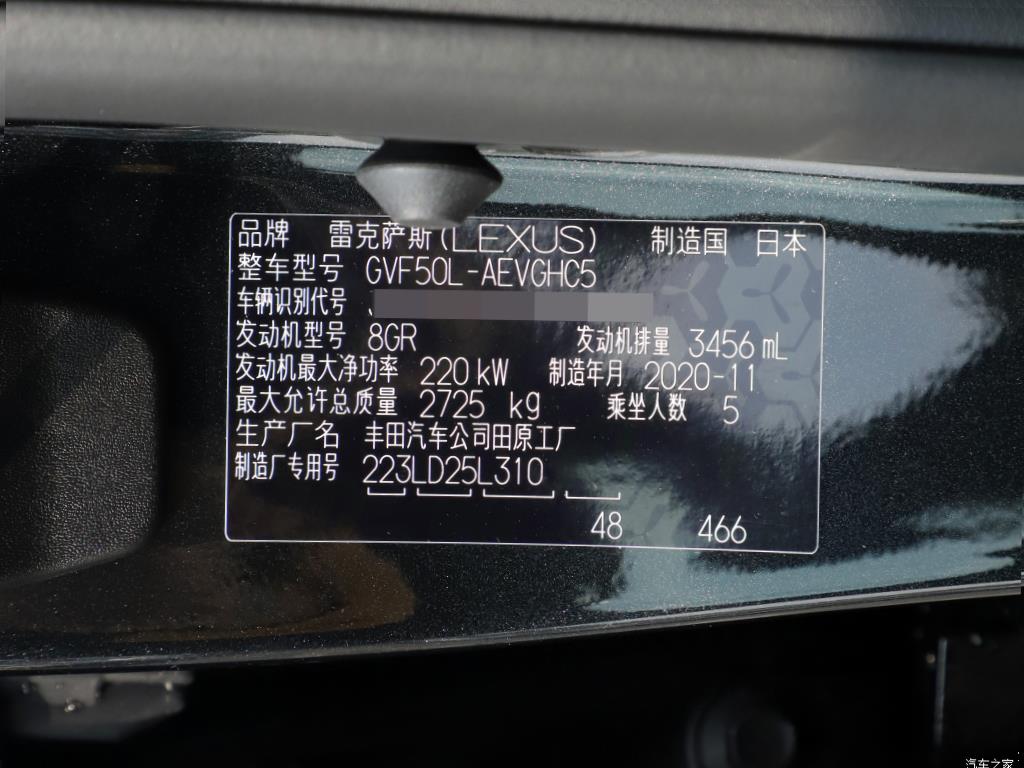 品牌 雷克萨斯(LEXUS) 制造国 日本
整车型号 GVF50L-AEVGHC5
车辆识别代号
发动机型号 8GR 发动机排量 3456 mL
发动机最大净功率 220 kW 制造年月 2020-11
最大允许总质量 2725 kg 乘坐人数 5
生产厂名 丰田汽车公司田原工厂
制造厂专用号 223LD25L310
48 466
汽车之家